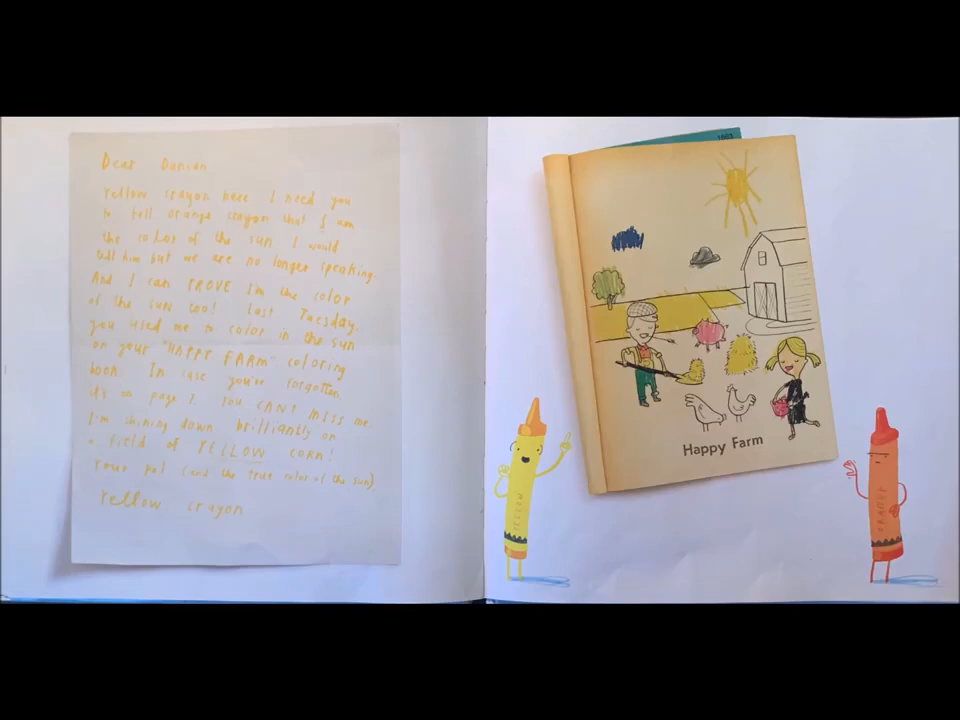 Dear Duncan
Yellow crayon here I need you
to tell orange crayon that I am
the color of the sun I would
tell him but we are no longer speaking.
And I can PROVE I'm the color
of the sun too! Last Tuesday,
you used me to color in the sun
on your "HAPPY FARM" coloring
book. In case you've forgotten,
it's on page 2. You CAN'T MISS me.
I'm shining down brilliantly on
a field of YELLOW corn!
Your pal (and the true color of the sun),
Yellow crayon
Happy Farm
YELLOW
ORANGE